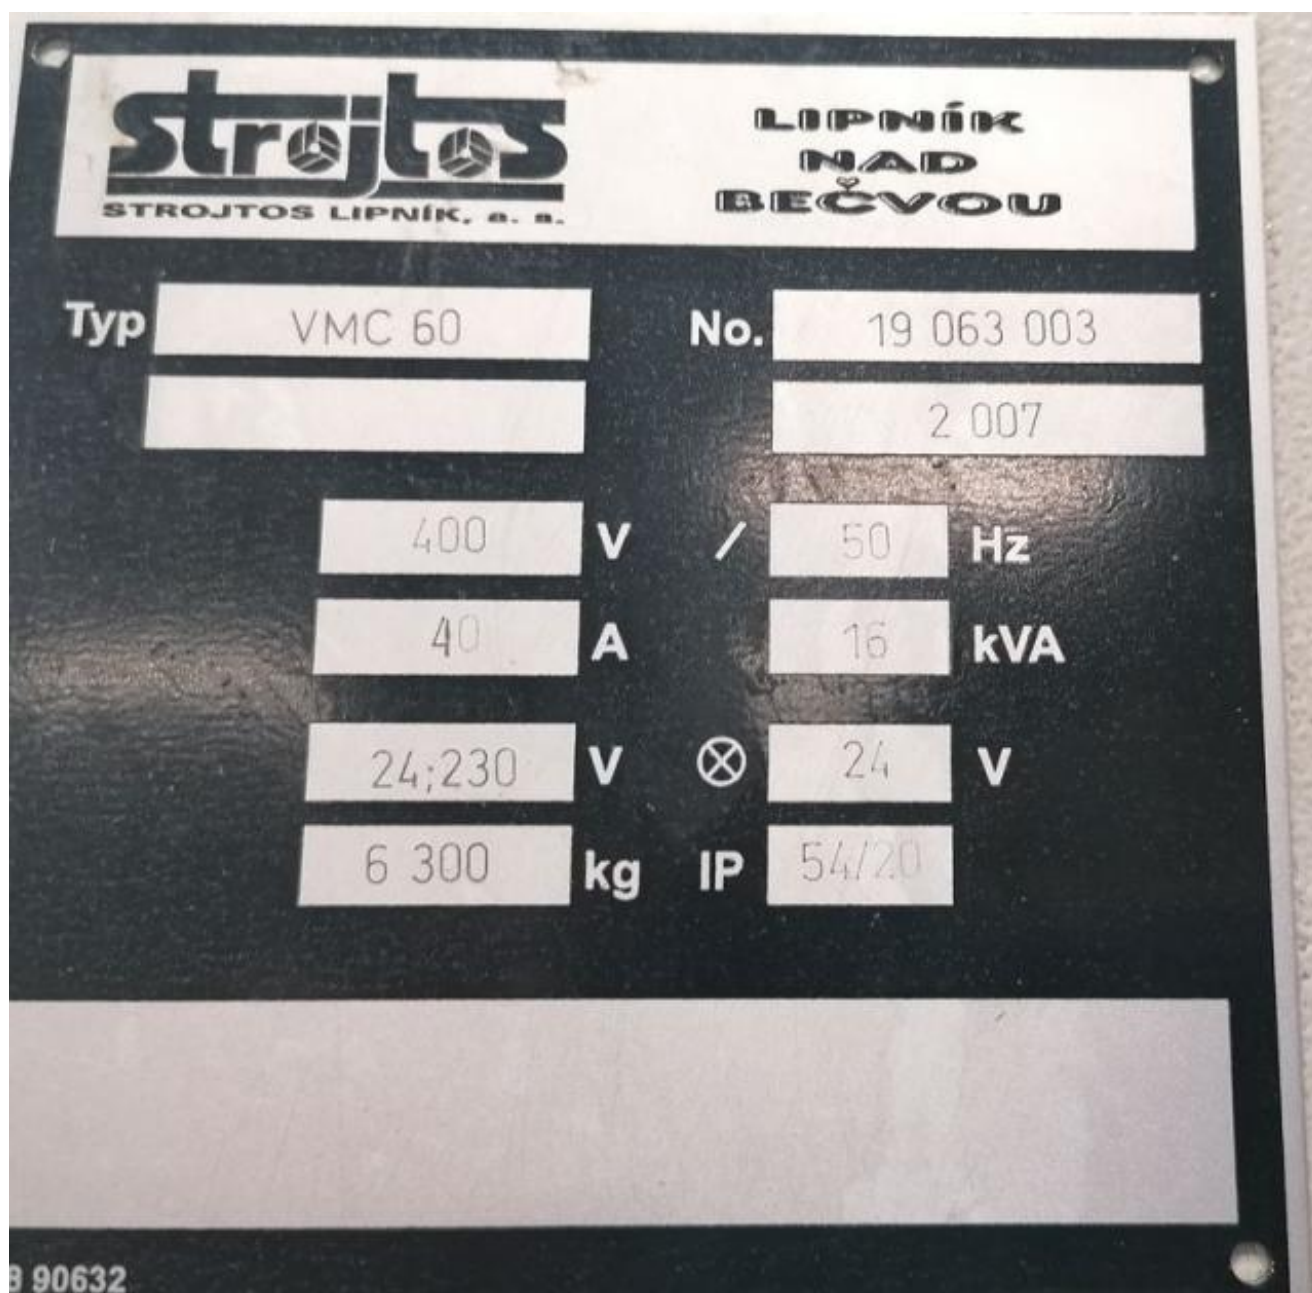 strojtos
STROJTOS LIPNÍK, a. s.
LIPNÍK
NAD
BEČVOU
Typ VMC 60 No. 19 063 003
2 007
400 V / 50 Hz
40 A 16 kVA
24;230 V ⊗ 24 V
6 300 kg IP 54/20
8 90632